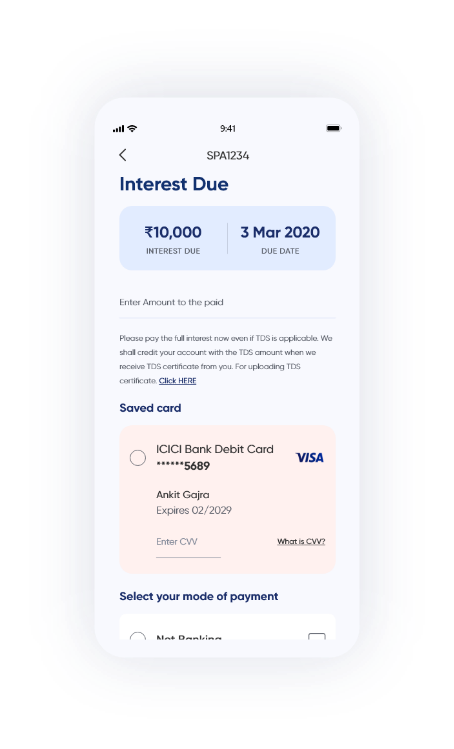 9:41
SPA1234
Interest Due
₹10,000
INTEREST DUE
3 Mar 2020
DUE DATE
Enter Amount to the paid
Please pay the full interest now even if TDS is applicable. We
shall credit your account with the TDS amount when we
receive TDS certificate from you. For uploading TDS
certificate. Click HERE
Saved card
ICICI Bank Debit Card
******5689
VISA
Ankit Gajra
Expires 02/2029
Enter CVV
What is CVV?
Select your mode of payment
Net Banking